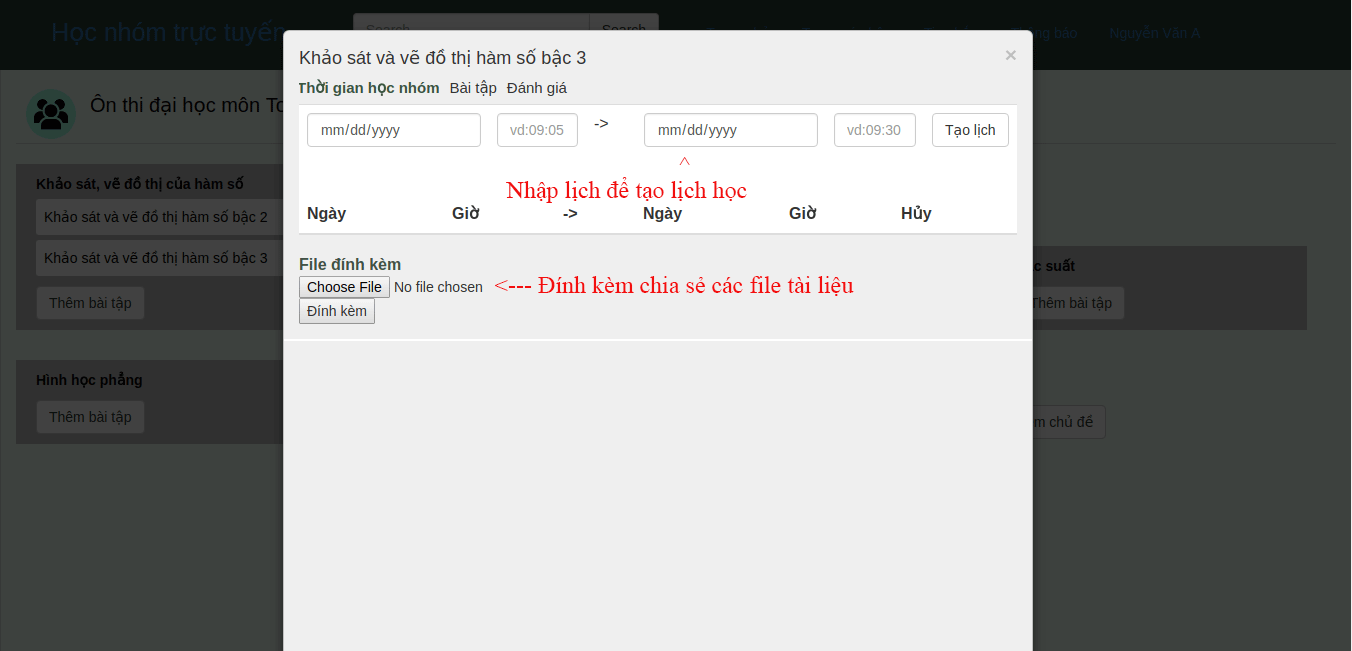 Học nhóm trực tuyến
Search
Search
Nguyễn Văn A
Khảo sát và vẽ đồ thị hàm số bậc 3
×
Thời gian học nhóm Bài tập Đánh giá
Ôn thi đại học môn
mm/dd/yyyy vd:09:05 -> mm/dd/yyyy vd:09:30 Tạo lịch
^
Nhập lịch để tạo lịch học
Ngày Giờ -> Ngày Giờ Hủy
Khảo sát, vẽ đồ thị của hàm số
Khảo sát và vẽ đồ thị hàm số bậc 2
Khảo sát và vẽ đồ thị hàm số bậc 3
Thêm bài tập
File đính kèm
Choose File No file chosen <--- Đính kèm chia sẻ các file tài liệu
Đính kèm
suất
Thêm bài tập
Hình học phẳng
Thêm bài tập
chủ đề